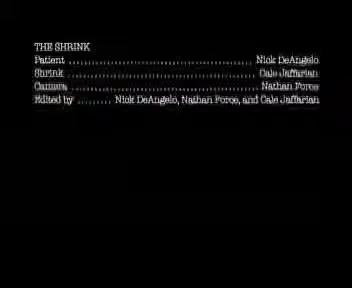 THE SHRINK
Patient ................................................ Nick DeAngelo
Shrink ................................................ Cale Jaffarian
Camera ................................................ Nathan Force
Edited by ......... Nick DeAngelo, Nathan Force, and Cale Jaffarian